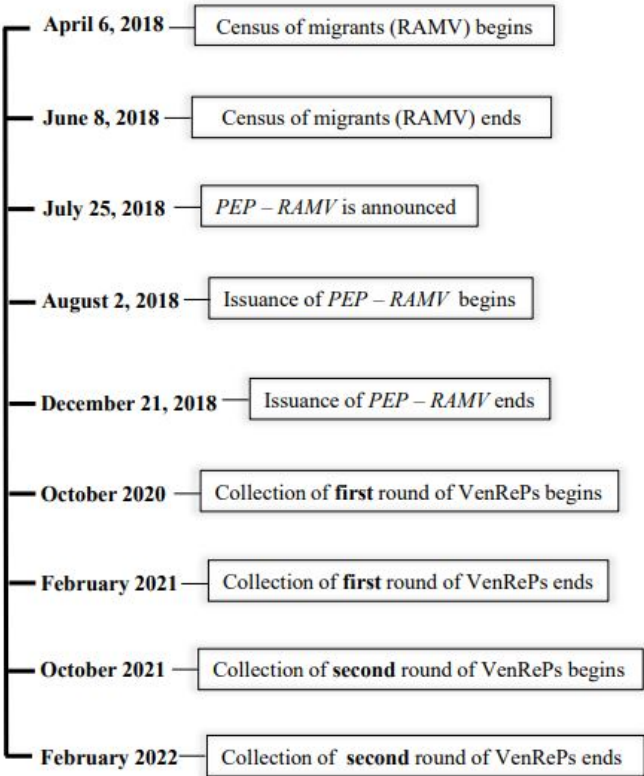 April 6, 2018 Census of migrants (RAMV) begins
June 8, 2018 Census of migrants (RAMV) ends
July 25, 2018 PEP – RAMV is announced
August 2, 2018 Issuance of PEP – RAMV begins
December 21, 2018 Issuance of PEP – RAMV ends
October 2020 Collection of first round of VenRePs begins
February 2021 Collection of first round of VenRePs ends
October 2021 Collection of second round of VenRePs begins
February 2022 Collection of second round of VenRePs ends